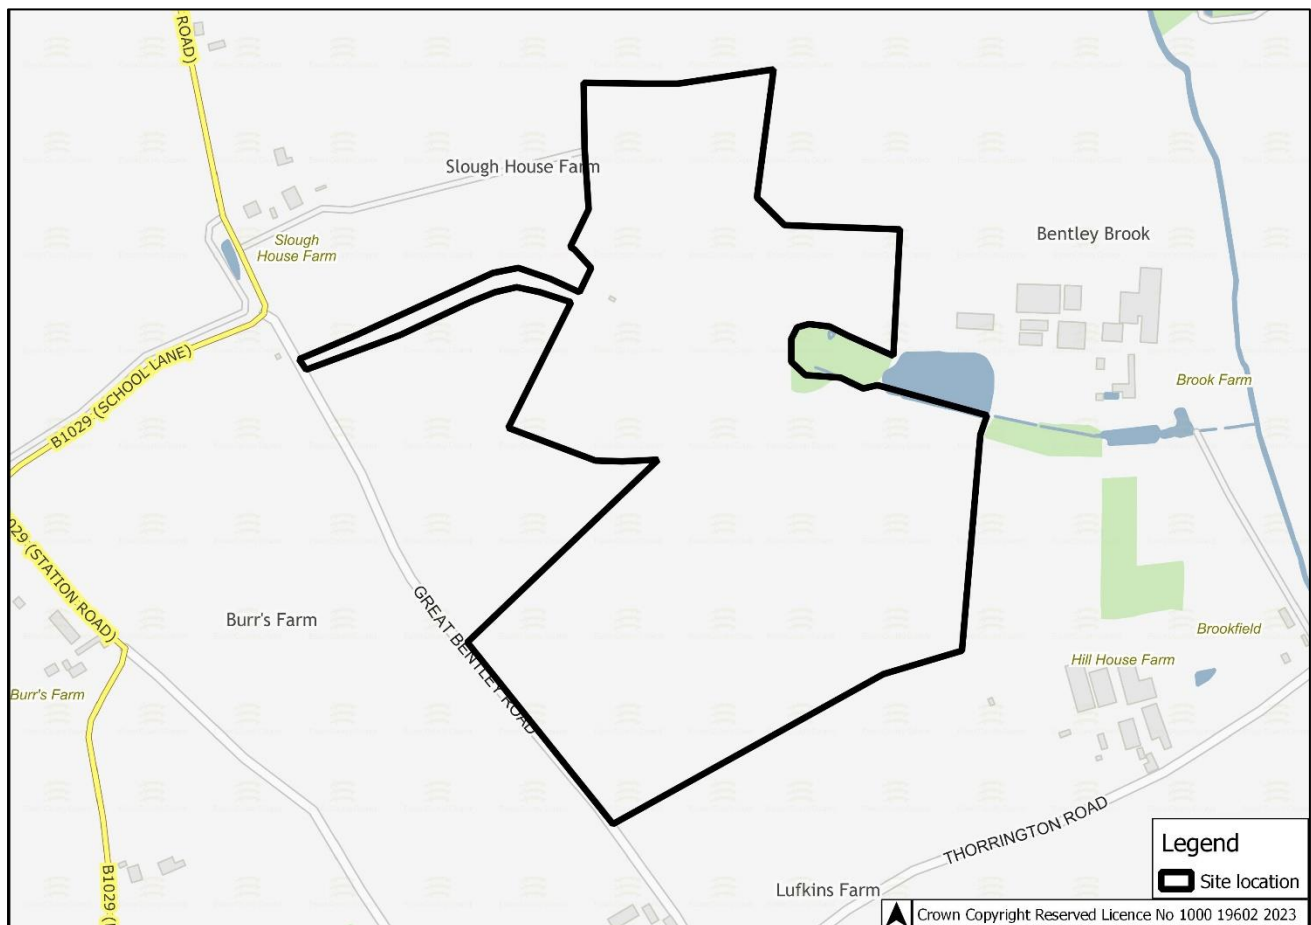 ROAD)
Slough House Farm
Slough
House Farm
Bentley Brook
Brook Farm
B1029 (SCHOOL LANE)
029 (STATION ROAD)
GREAT BENTLEY ROAD
Burr's Farm
Burr's Farm
Brookfield
Hill House Farm
THORRINGTON ROAD
B1029 (
Lufkins Farm
Legend
Site location
Crown Copyright Reserved Licence No 1000 19602 2023